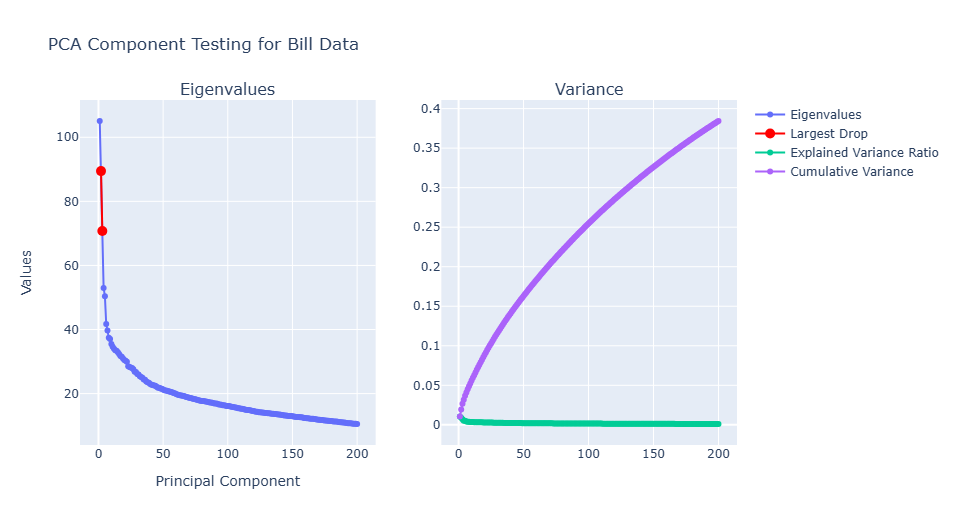 PCA Component Testing for Bill Data
Eigenvalues
Variance
Values
100
80
60
40
20
0
50
100
150
200
Principal Component
0.4
0.35
0.3
0.25
0.2
0.15
0.1
0.05
0
0
50
100
150
200
Eigenvalues
Largest Drop
Explained Variance Ratio
Cumulative Variance